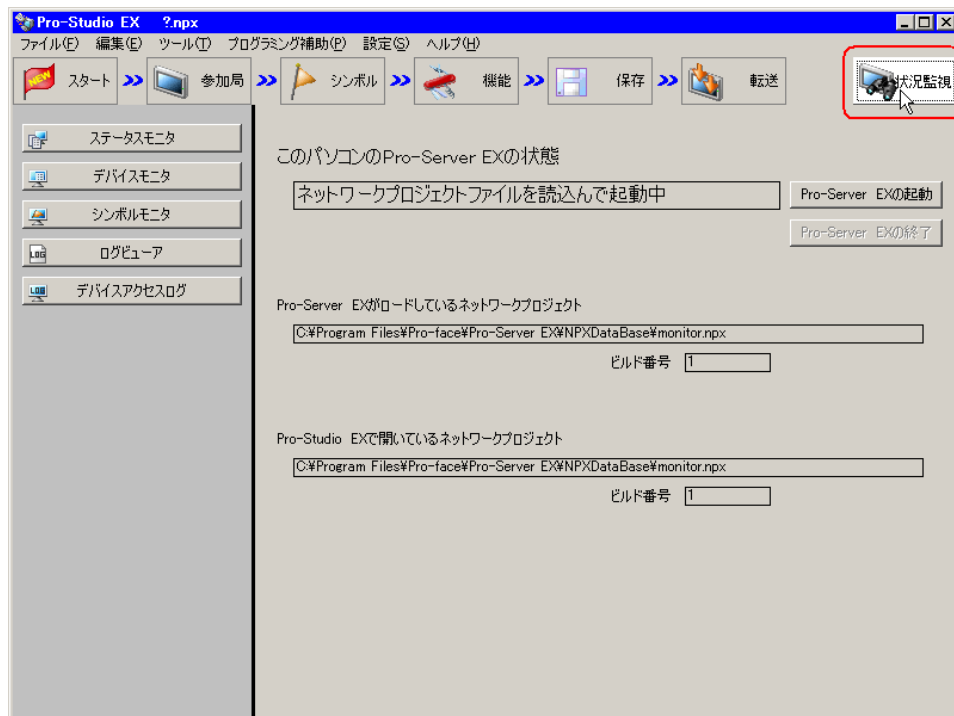 Pro-Studio EX ?.npx
ファイル(F) 編集(E) ツール(T) プログラミング補助(P) 設定(S) ヘルプ(H)
NEW スタート 参加局 シンボル 機能 保存 転送 状況監視
ステータスモニタ
デバイスモニタ
シンボルモニタ
LOG ログビューア
LOG デバイスアクセスログ
このパソコンのPro-Server EXの状態
ネットワークプロジェクトファイルを読込んで起動中
Pro-Server EXの起動
Pro-Server EXの終了
Pro-Server EXがロードしているネットワークプロジェクト
C:¥Program Files¥Pro-face¥Pro-Server EX¥NPXDataBase¥monitor.npx
ビルド番号 1
Pro-Studio EXで開いているネットワークプロジェクト
C:¥Program Files¥Pro-face¥Pro-Server EX¥NPXDataBase¥monitor.npx
ビルド番号 1